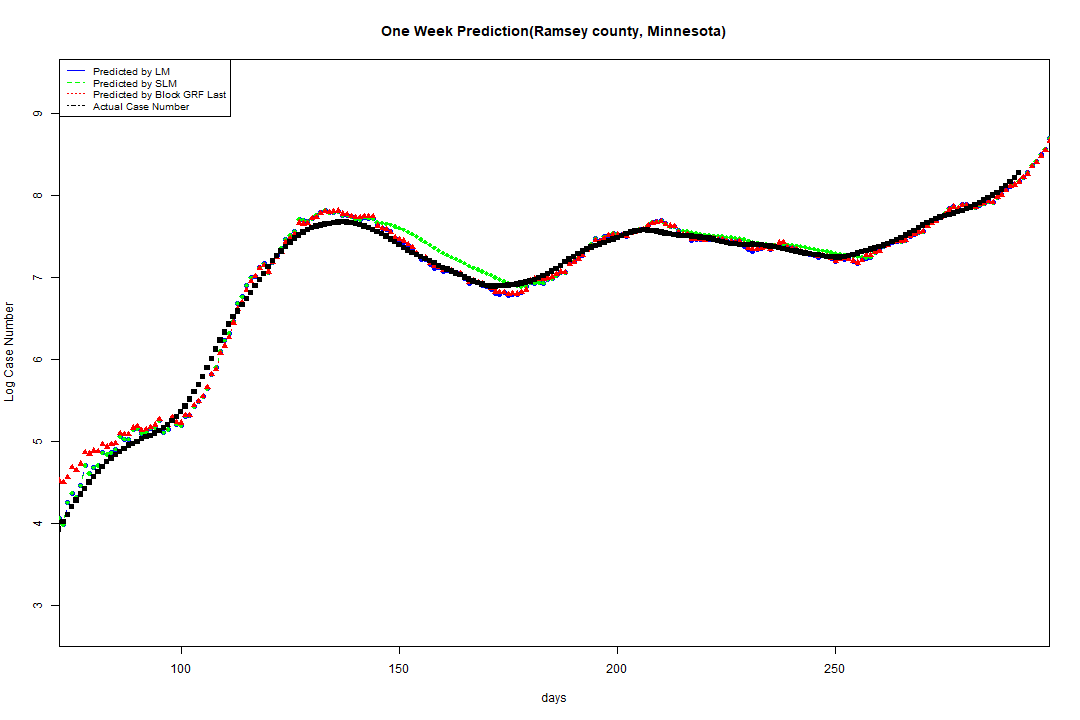 One Week Prediction(Ramsey county, Minnesota)
Predicted by LM
Predicted by SLM
Predicted by Block GRF Last
Actual Case Number
9
8
7
6
5
4
3
Log Case Number
100 150 200 250
days